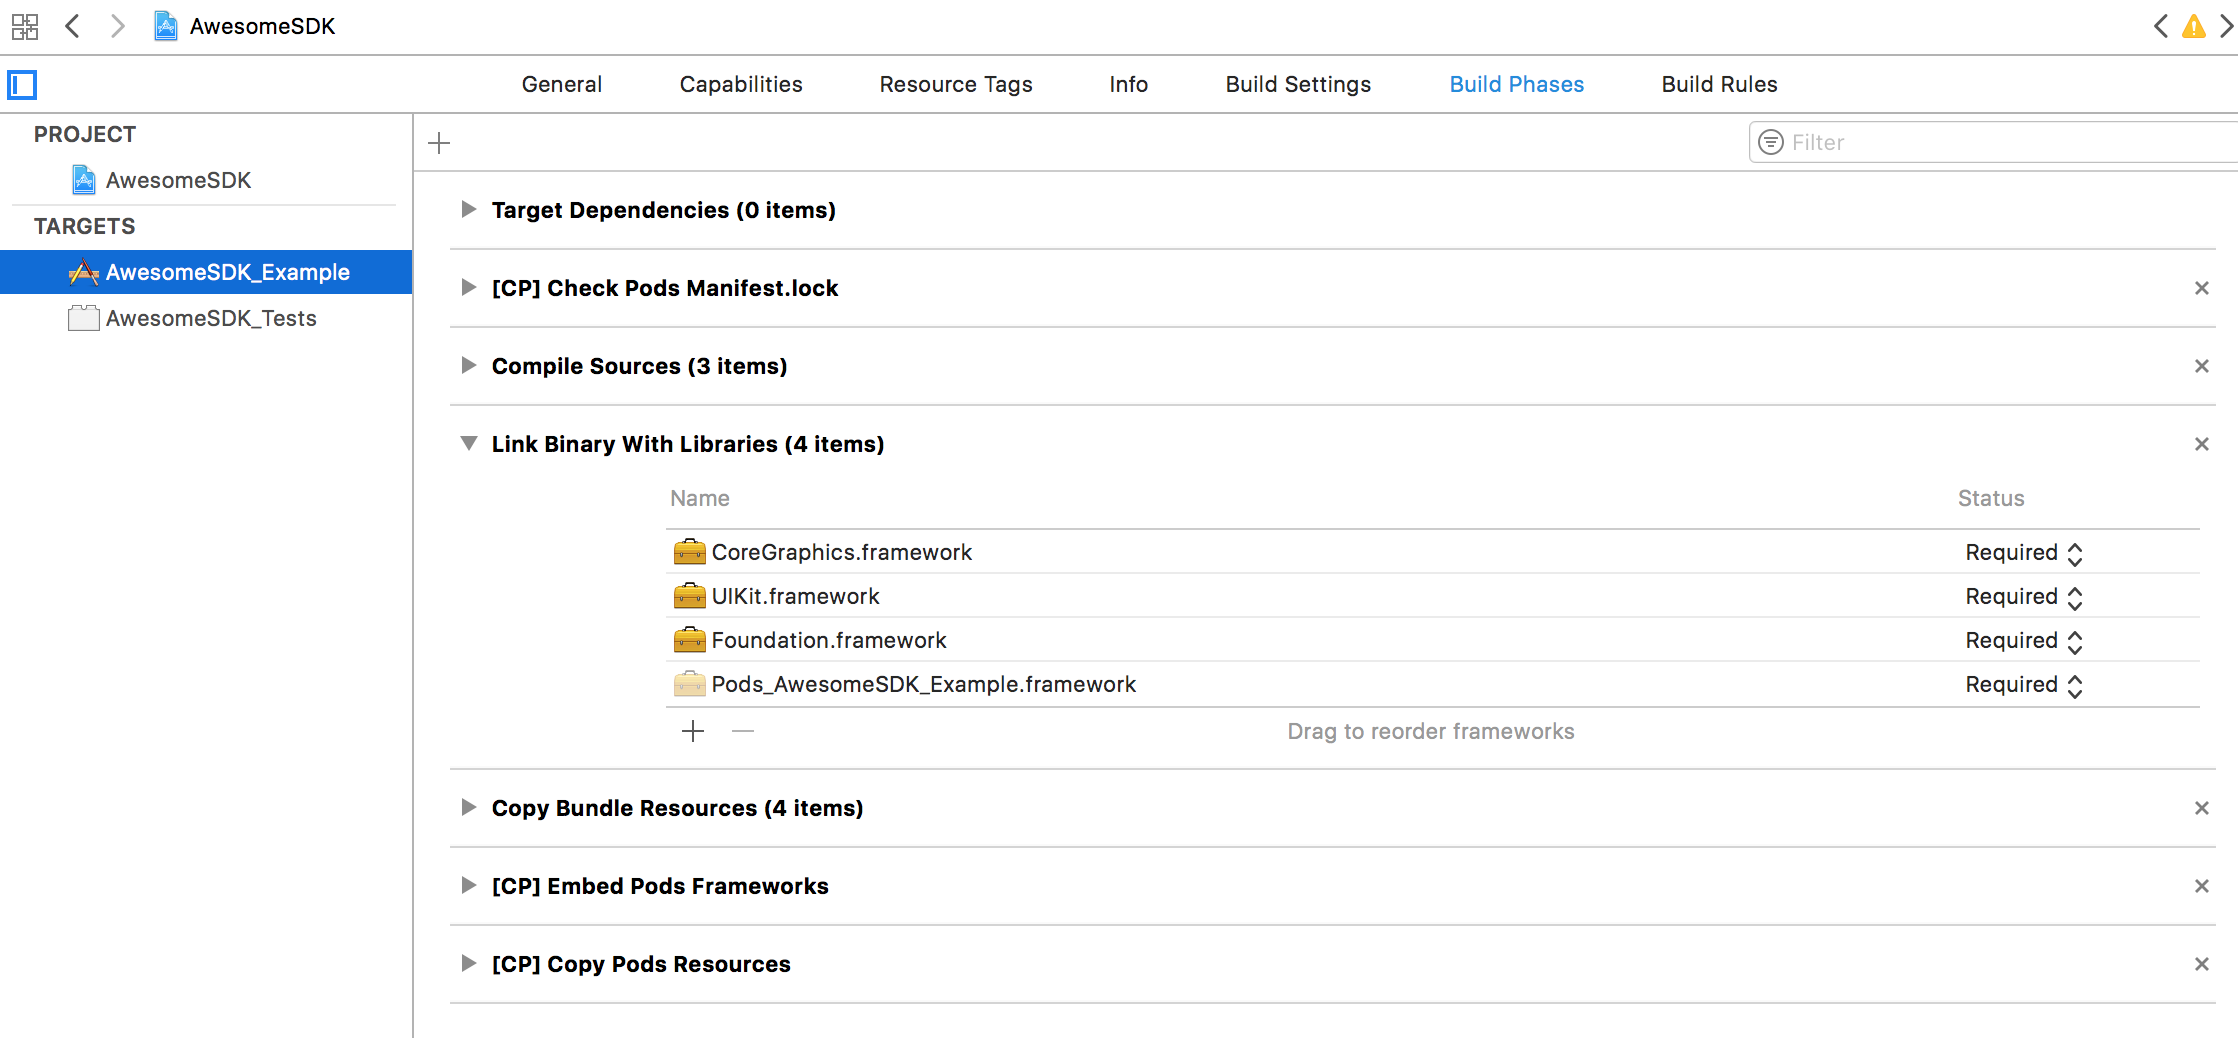 AwesomeSDK
General Capabilities Resource Tags Info Build Settings Build Phases Build Rules
PROJECT
AwesomeSDK
TARGETS
AwesomeSDK_Example
AwesomeSDK_Tests
Filter
Target Dependencies (0 items)
[CP] Check Pods Manifest.lock
Compile Sources (3 items)
Link Binary With Libraries (4 items)
Name Status
CoreGraphics.framework Required
UIKit.framework Required
Foundation.framework Required
Pods_AwesomeSDK_Example.framework Required
Drag to reorder frameworks
Copy Bundle Resources (4 items)
[CP] Embed Pods Frameworks
[CP] Copy Pods Resources